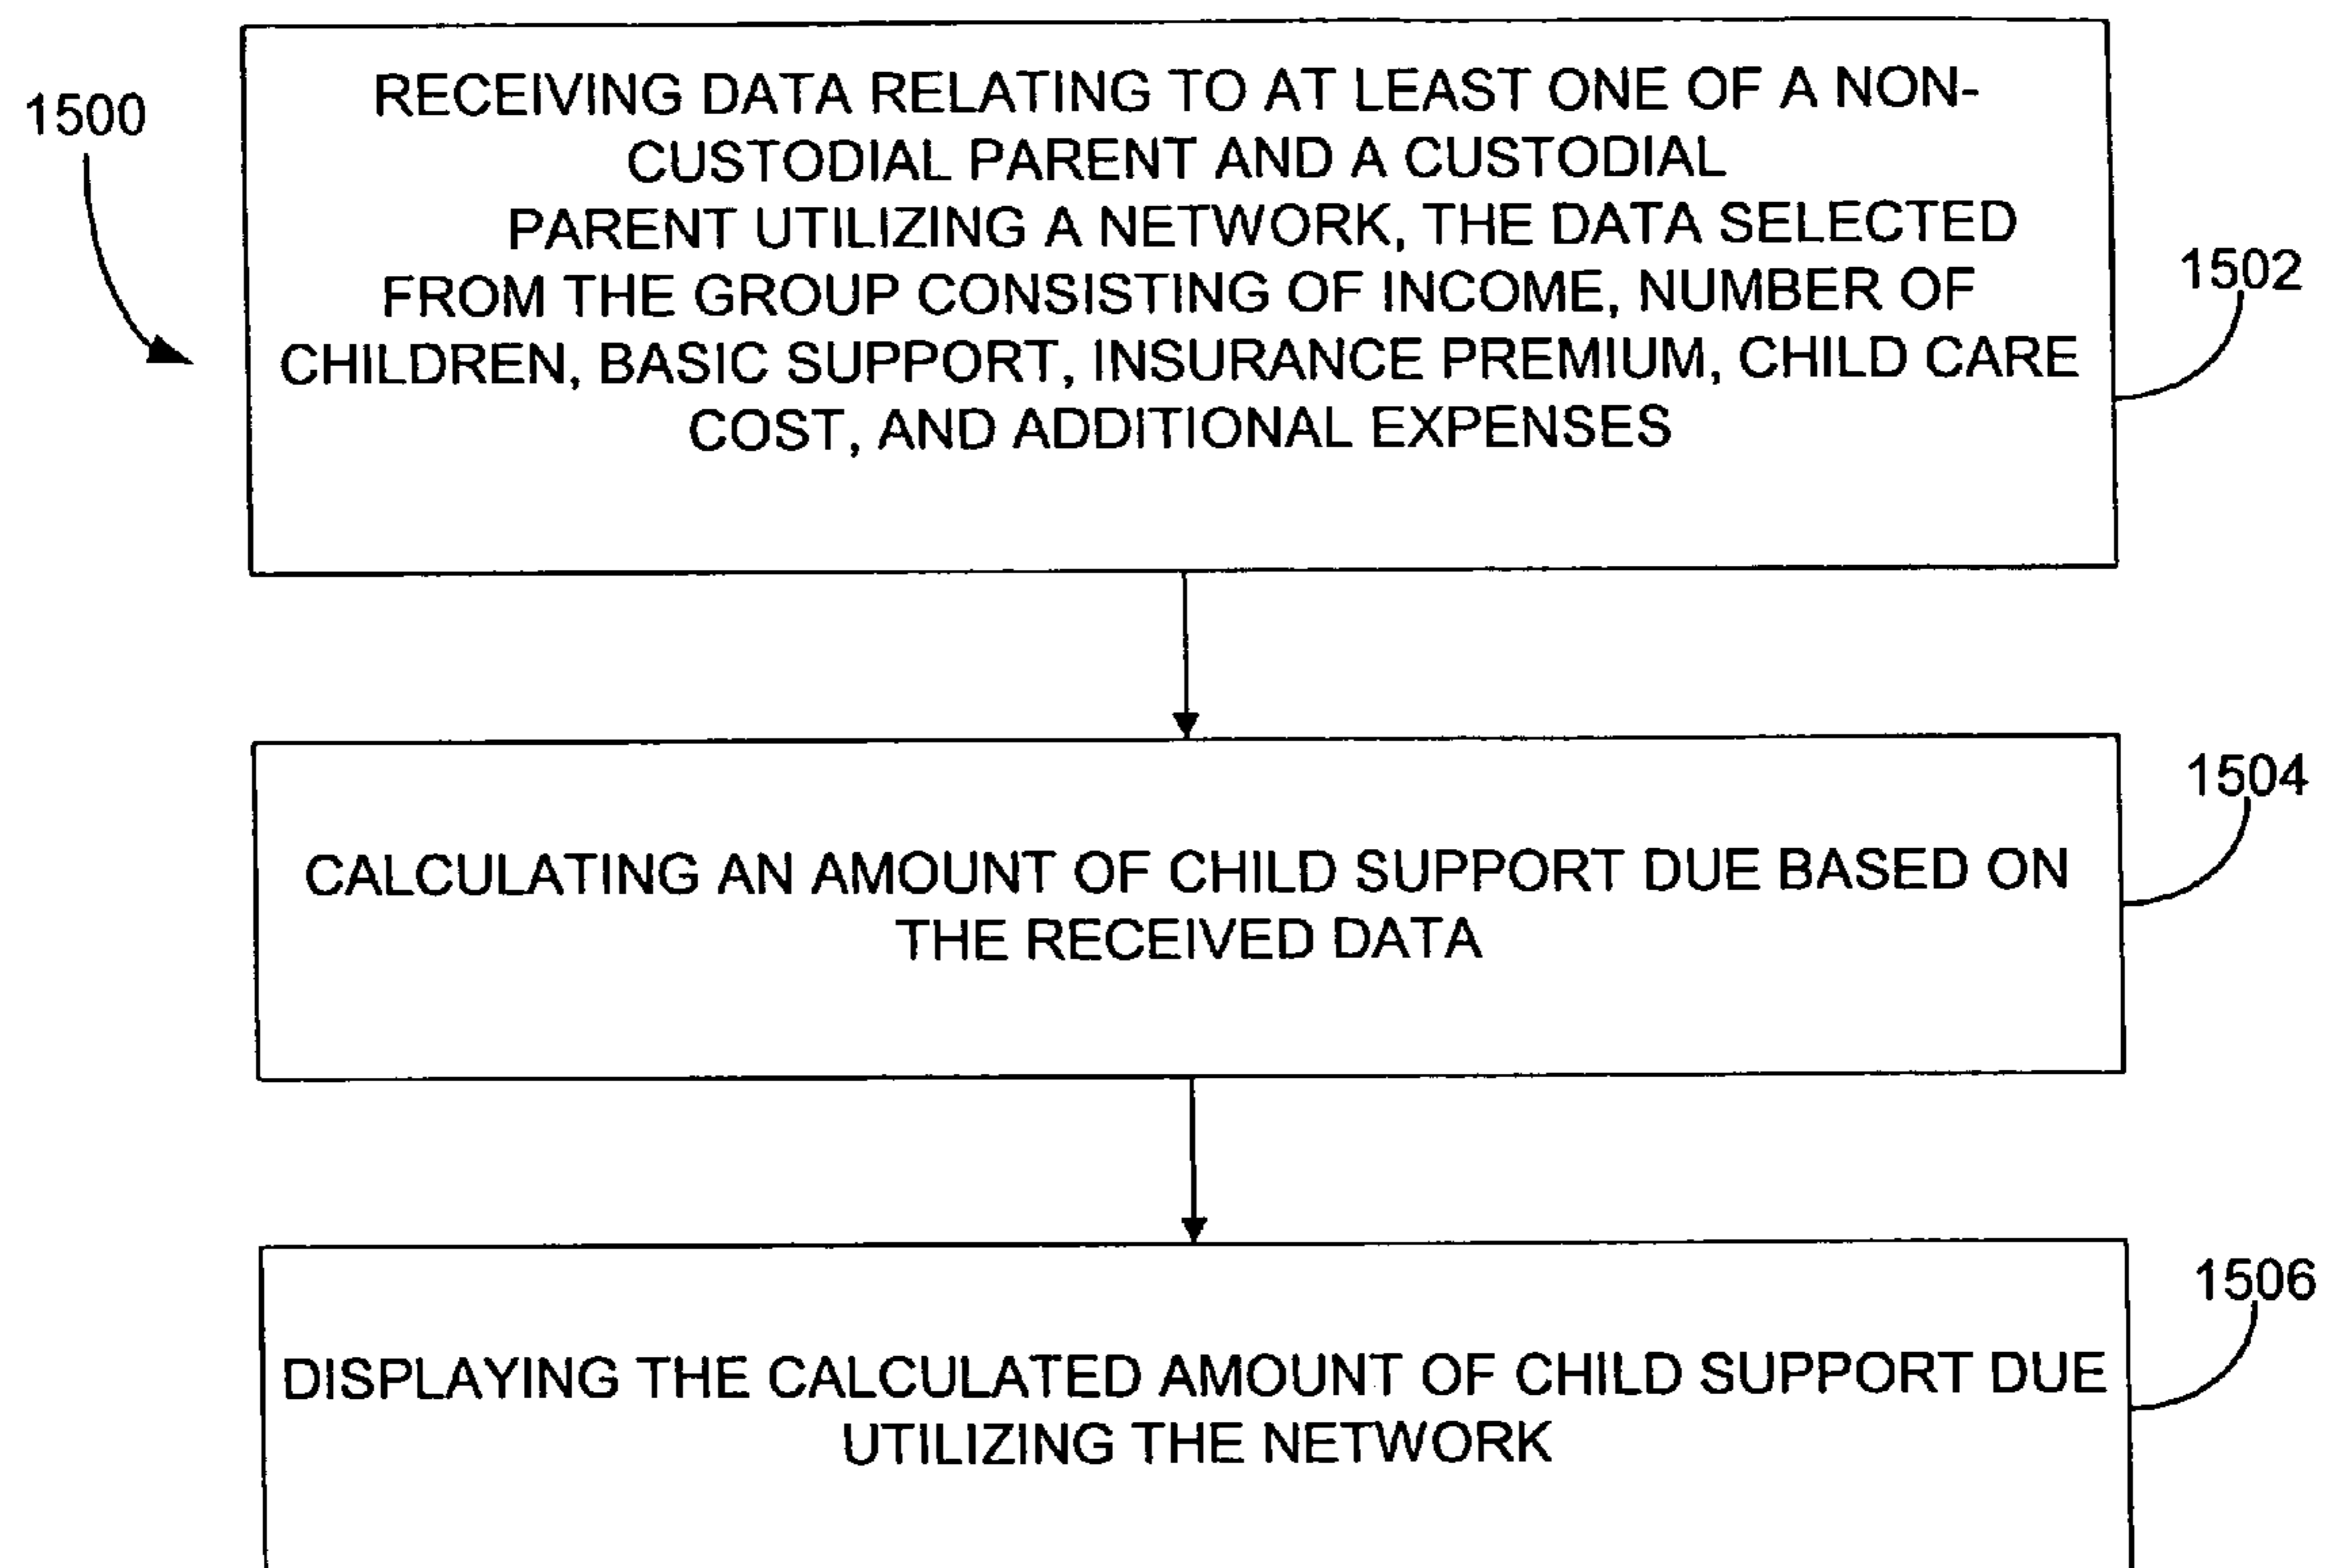 1500
RECEIVING DATA RELATING TO AT LEAST ONE OF A NON-
CUSTODIAL PARENT AND A CUSTODIAL
PARENT UTILIZING A NETWORK, THE DATA SELECTED
FROM THE GROUP CONSISTING OF INCOME, NUMBER OF
CHILDREN, BASIC SUPPORT, INSURANCE PREMIUM, CHILD CARE
COST, AND ADDITIONAL EXPENSES
1502
1504
CALCULATING AN AMOUNT OF CHILD SUPPORT DUE BASED ON
THE RECEIVED DATA
1506
DISPLAYING THE CALCULATED AMOUNT OF CHILD SUPPORT DUE
UTILIZING THE NETWORK